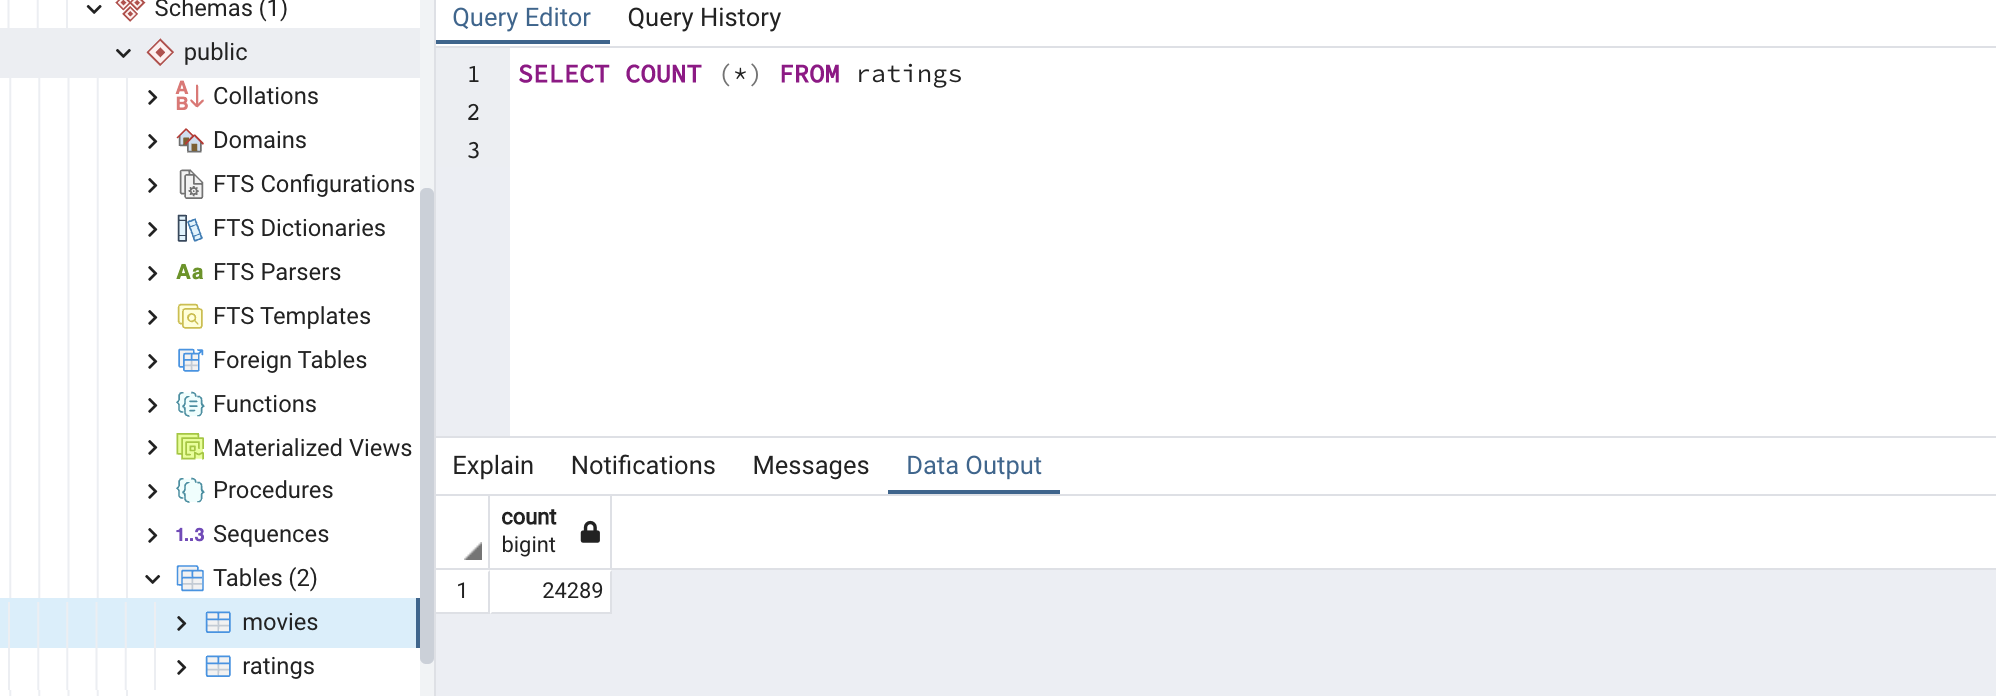 Schemas (1)
public
Collations
Domains
FTS Configurations
FTS Dictionaries
Aa FTS Parsers
FTS Templates
Foreign Tables
Functions
Materialized Views
Procedures
1..3 Sequences
Tables (2)
movies
ratings
Query Editor Query History
1 SELECT COUNT (*) FROM ratings
2
3
Explain Notifications Messages Data Output
count
bigint
1 24289